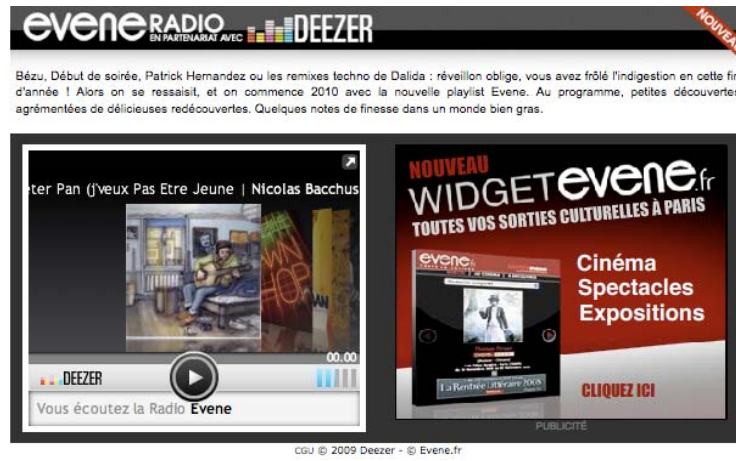 evene RADIO
EN PARTENARIAT AVEC DEEZER
NOUVEAU
Bézu, Début de soirée, Patrick Hernandez ou les remixes techno de Dalida : réveillon oblige, vous avez frôlé l'indigestion en cette fin
d'année ! Alors on se ressaisit, et on commence 2010 avec la nouvelle playlist Evene. Au programme, petites découvertes
agrémentées de délicieuses redécouvertes. Quelques notes de finesse dans un monde bien gras.
eter Pan (j'veux Pas Etre Jeune | Nicolas Bacchus
00.00
DEEZER
Vous écoutez la Radio Evene
NOUVEAU
WIDGET evene.fr
TOUTES VOS SORTIES CULTURELLES À PARIS
evene.fr
Cinéma
Spectacles
Expositions
La Rentrée Littéraire 2008
CLIQUEZ ICI
PUBLICITÉ
CGU © 2009 Deezer - © Evene.fr